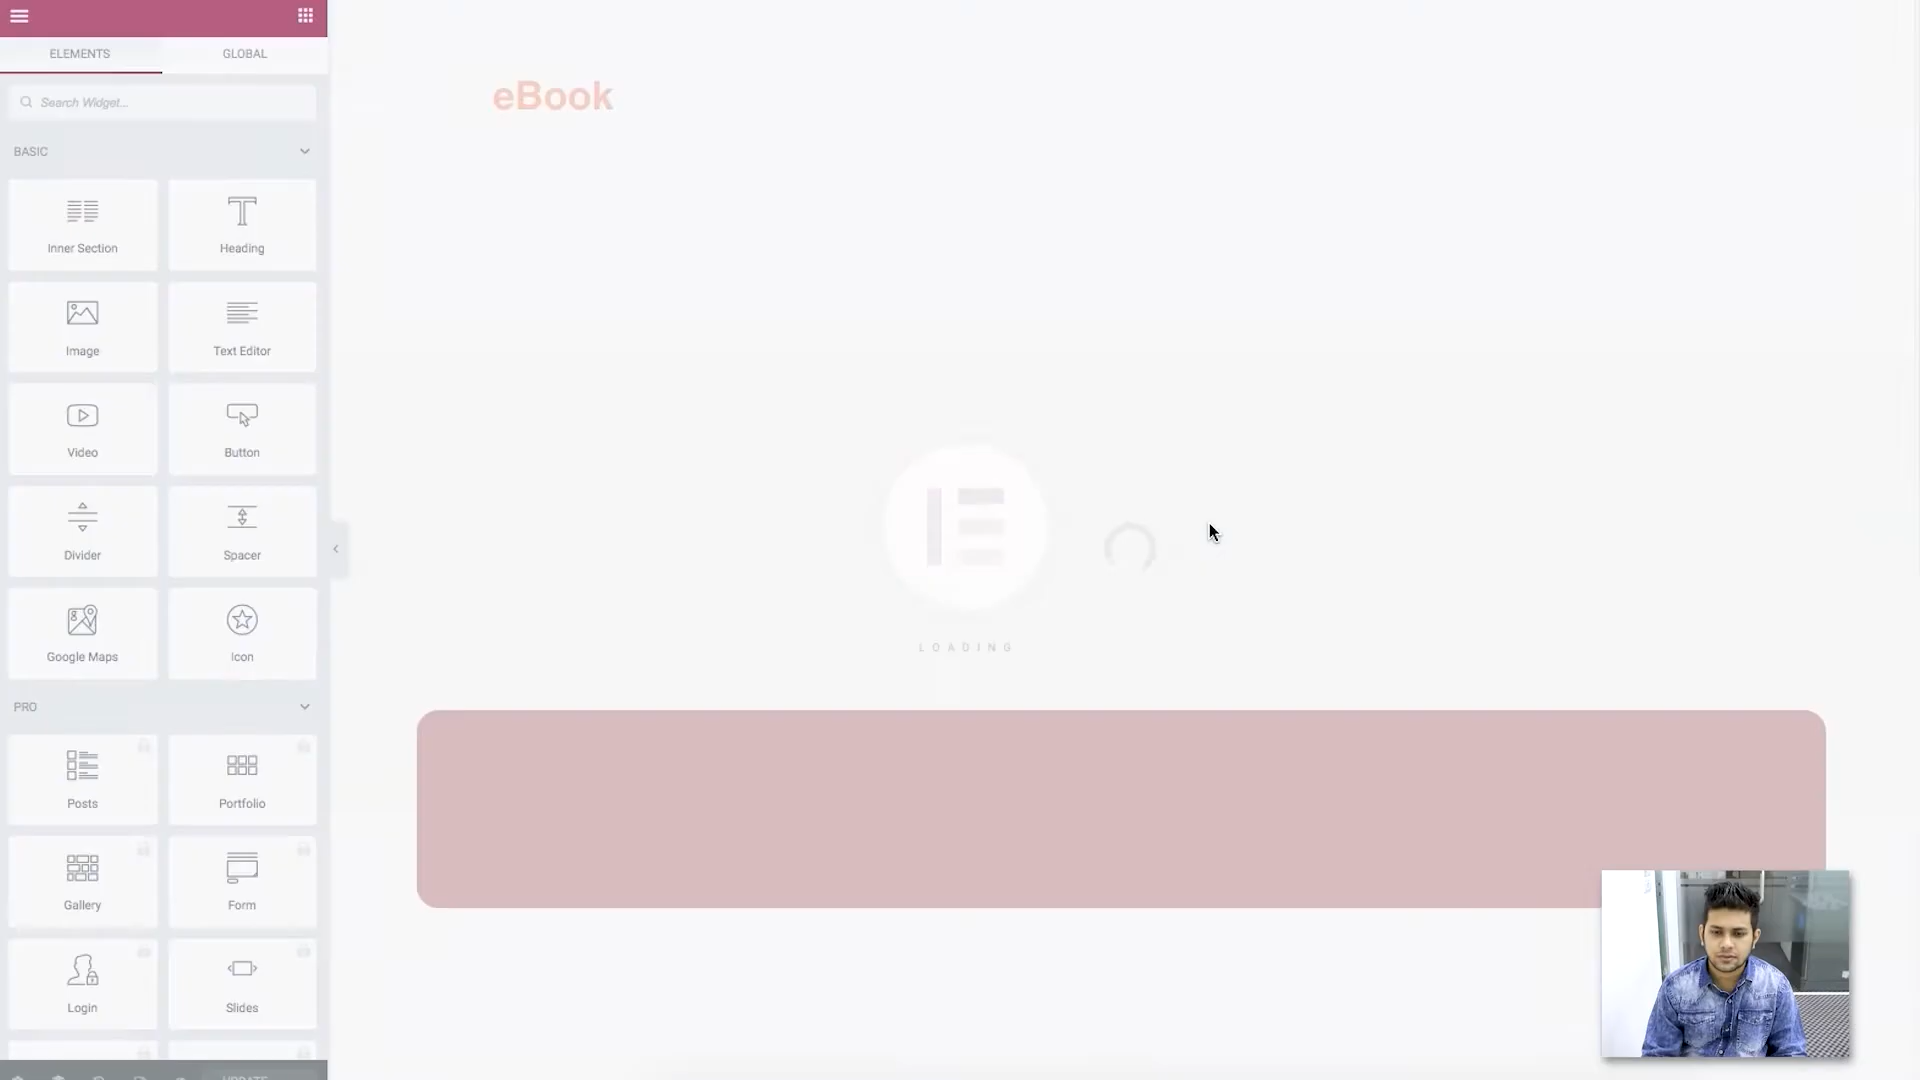 ELEMENTS
GLOBAL
Search Widget...
BASIC
Inner Section
Heading
Image
Text Editor
Video
Button
Divider
Spacer
Google Maps
Icon
PRO
Posts
Portfolio
Gallery
Form
Login
Slides
UPDATE
eBook
LOADING